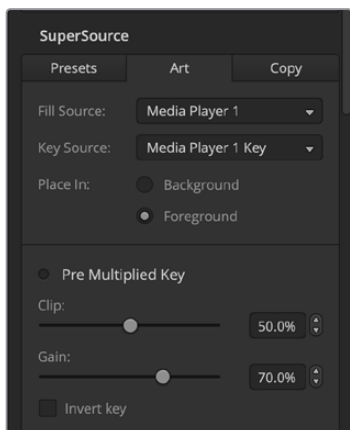 SuperSource
Presets Art Copy
Fill Source: Media Player 1
Key Source: Media Player 1 Key
Place In: Background
Foreground
Pre Multiplied Key
Clip:
50.0%
Gain:
70.0%
Invert key